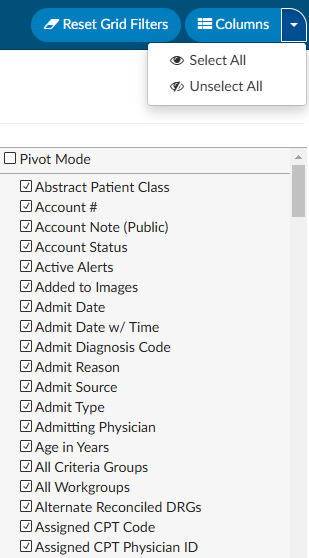 Reset Grid Filters
Columns
Select All
Unselect All
Pivot Mode
Abstract Patient Class
Account #
Account Note (Public)
Account Status
Active Alerts
Added to Images
Admit Date
Admit Date w/ Time
Admit Diagnosis Code
Admit Reason
Admit Source
Admit Type
Admitting Physician
Age in Years
All Criteria Groups
All Workgroups
Alternate Reconciled DRGs
Assigned CPT Code
Assigned CPT Physician ID